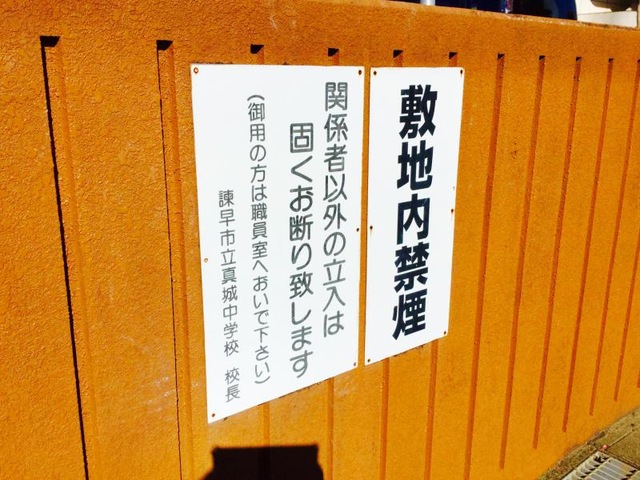 敷地内禁煙
関係者以外の立入は
固くお断り致します
(御用の方は職員室へおいで下さい)
諫早市立真城中学校 校長